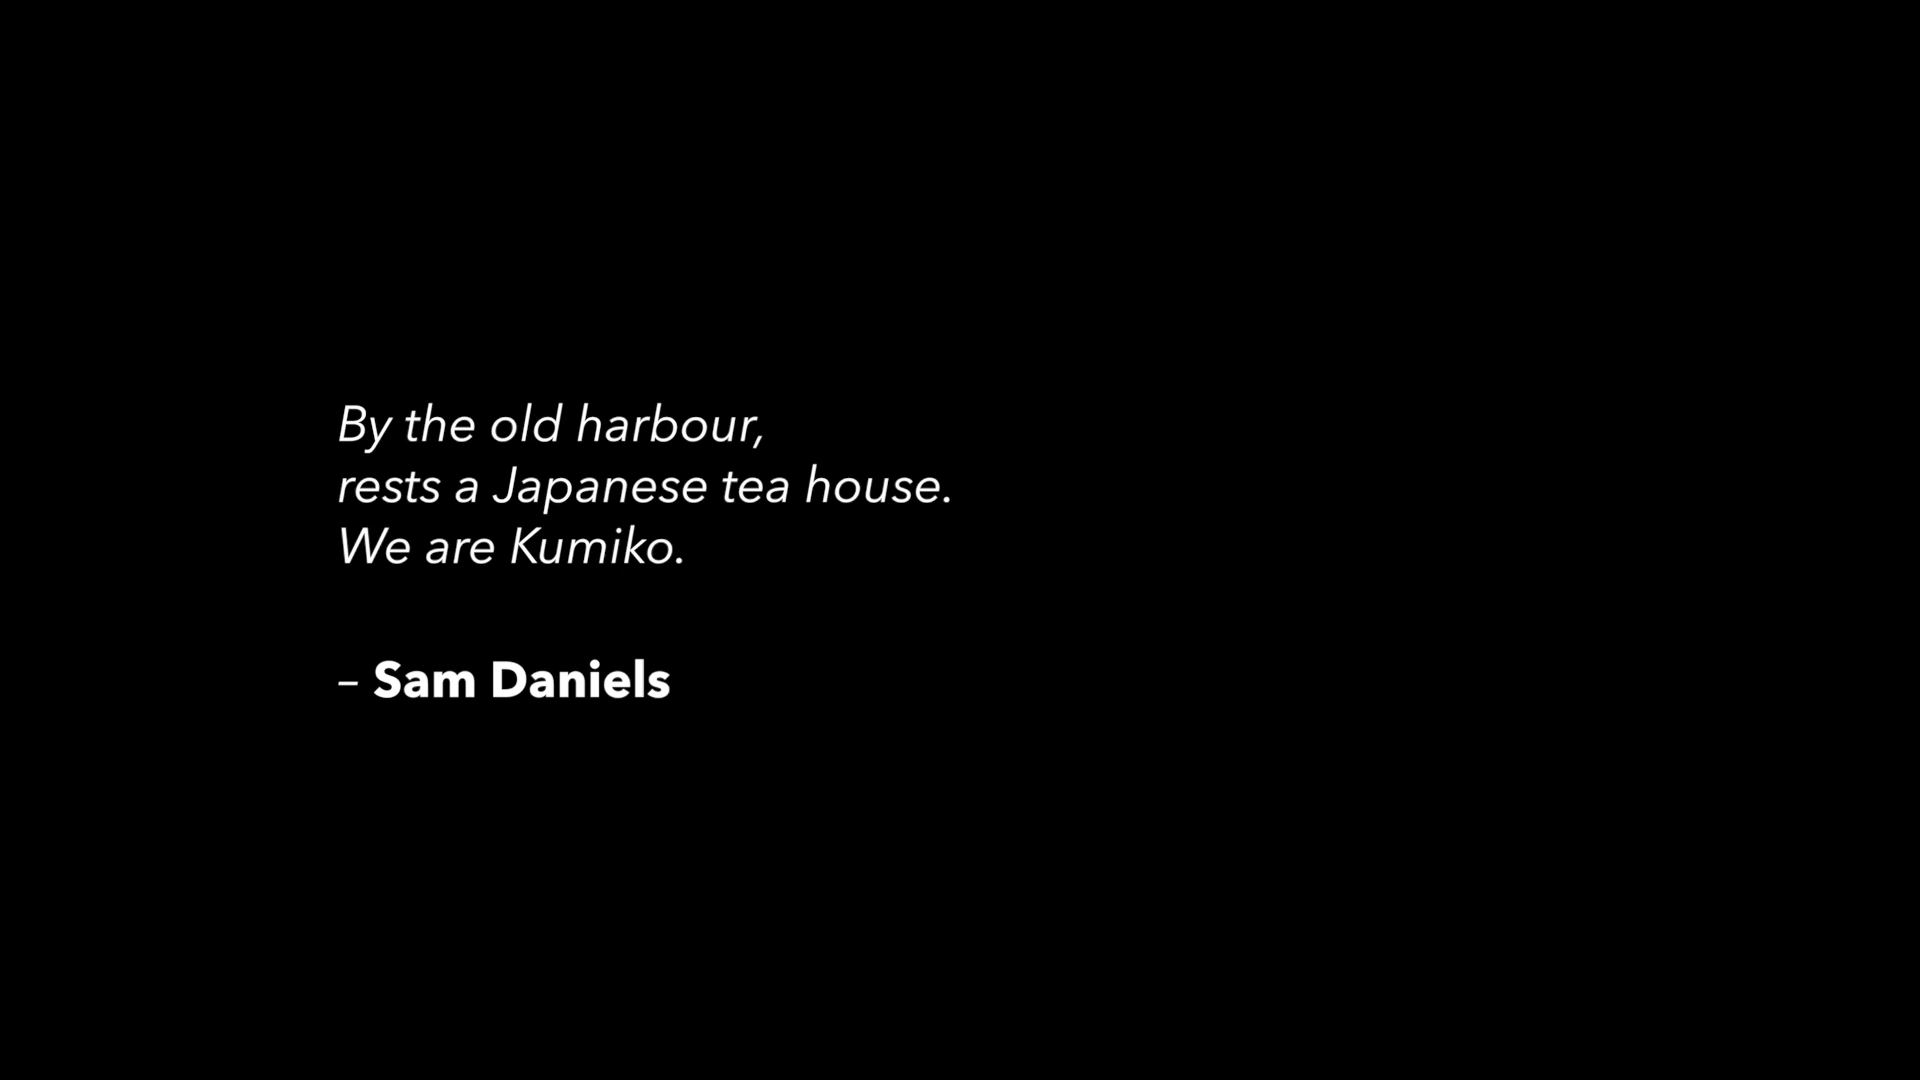 By the old harbour,
rests a Japanese tea house.
We are Kumiko.
– Sam Daniels